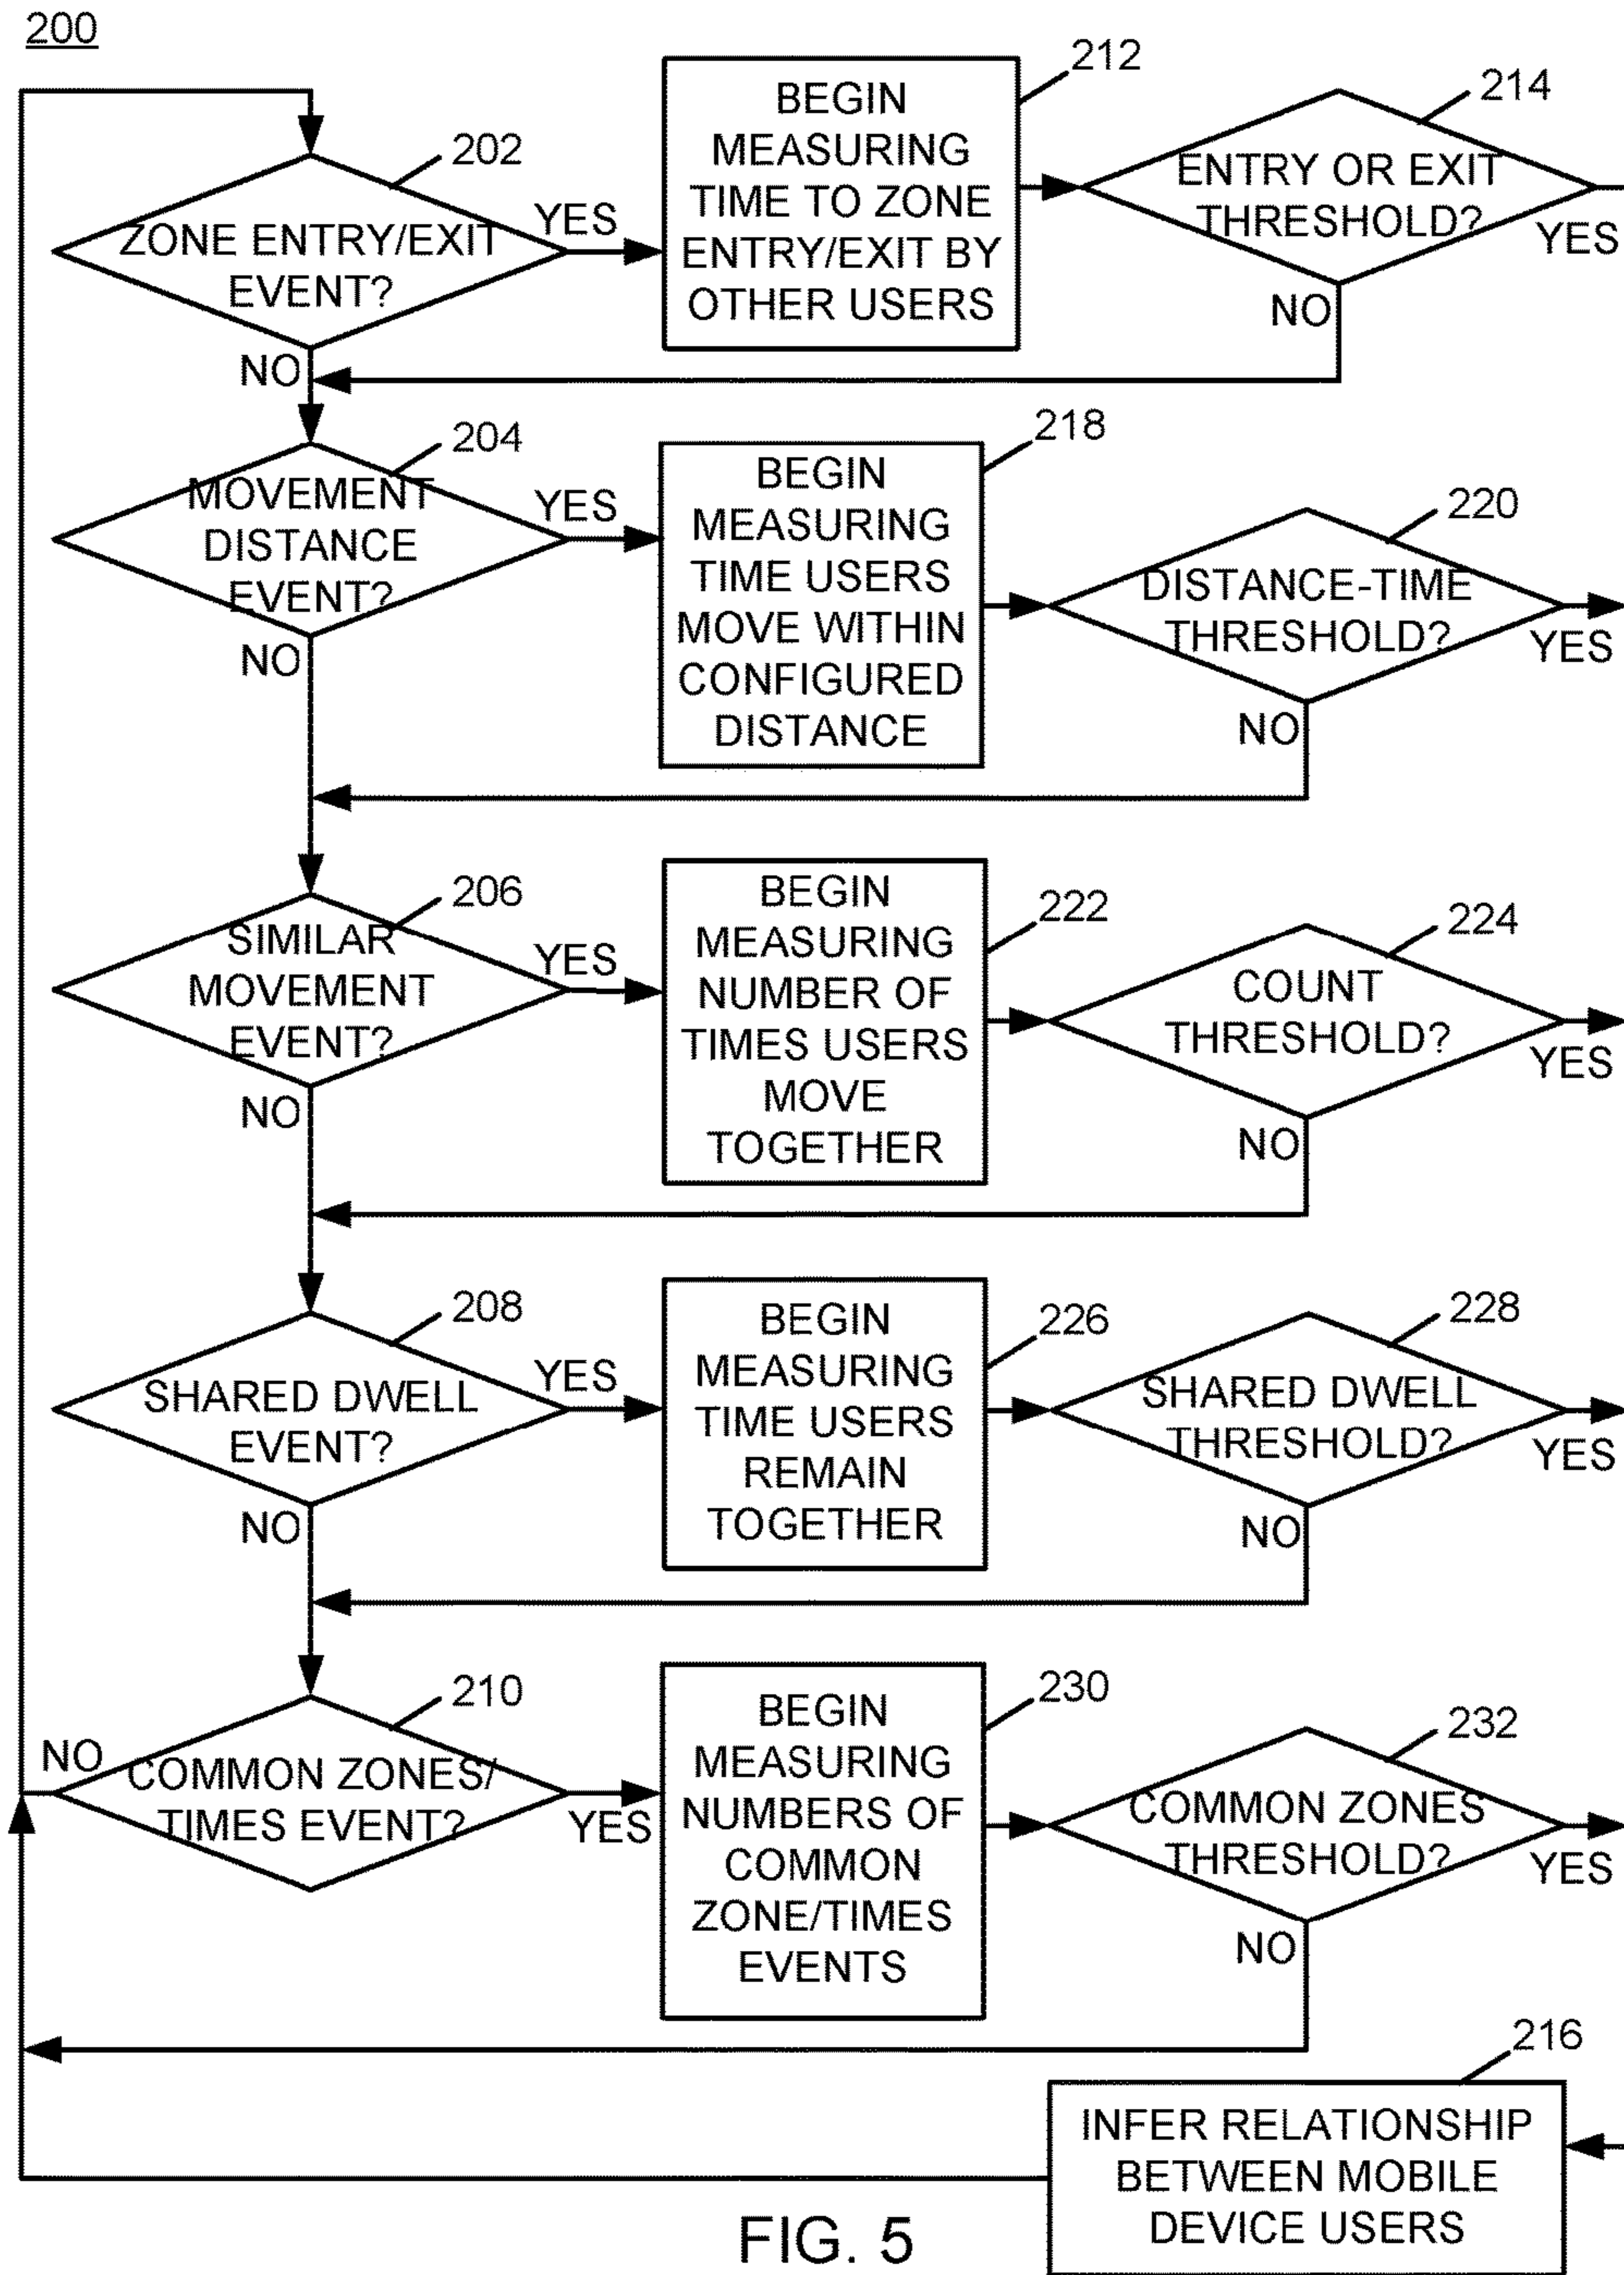 200
202
ZONE ENTRY/EXIT
EVENT?
YES
NO
212
BEGIN
MEASURING
TIME TO ZONE
ENTRY/EXIT BY
OTHER USERS
214
ENTRY OR EXIT
THRESHOLD?
YES
NO
204
MOVEMENT
DISTANCE
EVENT?
YES
NO
218
BEGIN
MEASURING
TIME USERS
MOVE WITHIN
CONFIGURED
DISTANCE
220
DISTANCE-TIME
THRESHOLD?
YES
NO
206
SIMILAR
MOVEMENT
EVENT?
YES
NO
222
BEGIN
MEASURING
NUMBER OF
TIMES USERS
MOVE
TOGETHER
224
COUNT
THRESHOLD?
YES
NO
208
SHARED DWELL
EVENT?
YES
NO
226
BEGIN
MEASURING
TIME USERS
REMAIN
TOGETHER
228
SHARED DWELL
THRESHOLD?
YES
NO
210
NO
COMMON ZONES/
TIMES EVENT?
YES
230
BEGIN
MEASURING
NUMBERS OF
COMMON
ZONE/TIMES
EVENTS
232
COMMON ZONES
THRESHOLD?
YES
NO
216
INFER RELATIONSHIP
BETWEEN MOBILE
DEVICE USERS
FIG. 5